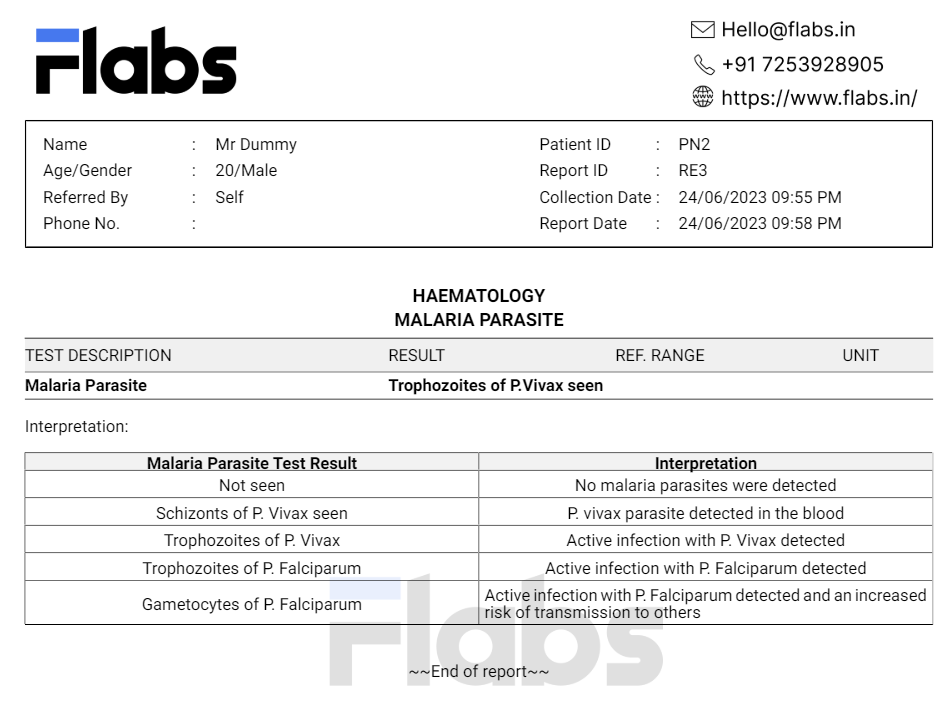 Flabs
Hello@flabs.in
+91 7253928905
https://www.flabs.in/
Name : Mr Dummy Patient ID : PN2
Age/Gender : 20/Male Report ID : RE3
Referred By : Self Collection Date : 24/06/2023 09:55 PM
Phone No. : Report Date : 24/06/2023 09:58 PM
HAEMATOLOGY
MALARIA PARASITE
TEST DESCRIPTION RESULT REF. RANGE UNIT
Malaria Parasite Trophozoites of P.Vivax seen
Interpretation:
Malaria Parasite Test Result Interpretation
Not seen No malaria parasites were detected
Schizonts of P. Vivax seen P. vivax parasite detected in the blood
Trophozoites of P. Vivax Active infection with P. Vivax detected
Trophozoites of P. Falciparum Active infection with P. Falciparum detected
Gametocytes of P. Falciparum Active infection with P. Falciparum detected and an increased
risk of transmission to others
Flabs
~~End of report~~